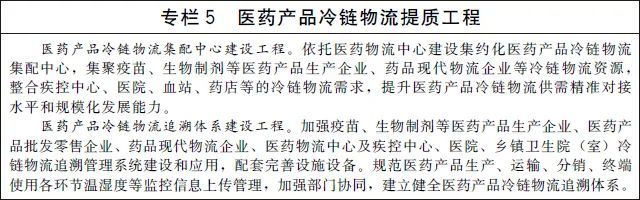 专栏5　医药产品冷链物流提质工程
医药产品冷链物流集配中心建设工程。依托医药物流中心建设集约化医药产品冷链物流
集配中心，集聚疫苗、生物制剂等医药产品生产企业、药品现代物流企业等冷链物流资源，
整合疾控中心、医院、血站、药店等的冷链物流需求，提升医药产品冷链物流供需精准对接
水平和规模化发展能力。
医药产品冷链物流追溯体系建设工程。加强疫苗、生物制剂等医药产品生产企业、医药产
品批发零售企业、药品现代物流企业、医药物流中心及疾控中心、医院、乡镇卫生院（室）冷
链物流追溯管理系统建设和应用，配套完善设施设备。规范医药产品生产、运输、分销、终端
使用各环节温湿度等监控信息上传管理，加强部门协同，建立健全医药产品冷链物流追溯体系。